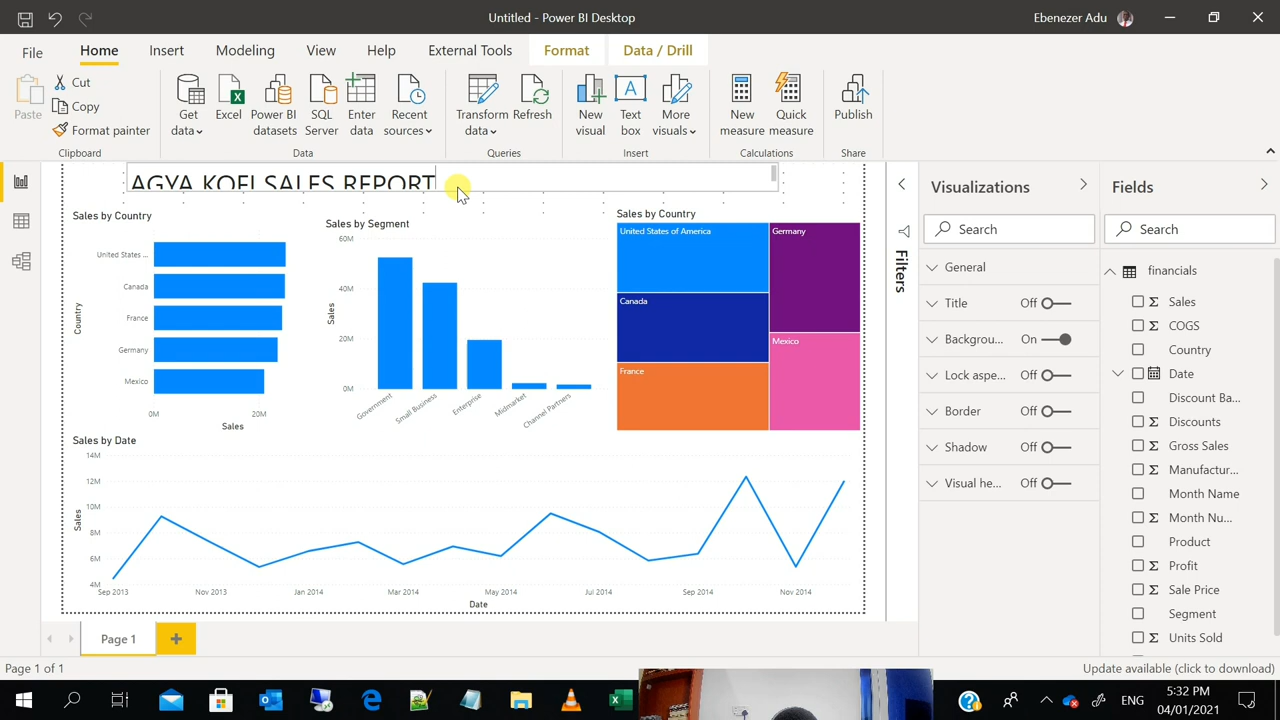 Untitled - Power BI Desktop
Ebenezer Adu
File
Home
Insert
Modeling
View
Help
External Tools
Format
Data / Drill
Paste
Cut
Copy
Format painter
Clipboard
Get data
Excel
Power BI datasets
SQL Server
Enter data
Recent sources
Data
Transform data
Refresh
Queries
New visual
Text box
More visuals
Insert
New measure
Quick measure
Calculations
Publish
Share
AGYA KOFI SALES REPORT
Sales by Country
United States ...
Canada
France
Germany
Mexico
Country
0M
20M
Sales
Sales by Segment
60M
40M
20M
0M
Sales
Government
Small Business
Enterprise
Midmarket
Channel Partners
Sales by Country
United States of America
Germany
Canada
Mexico
France
Sales by Date
14M
12M
10M
8M
6M
4M
Sales
Sep 2013
Nov 2013
Jan 2014
Mar 2014
May 2014
Jul 2014
Sep 2014
Nov 2014
Date
Filters
Visualizations
Search
General
Title Off
Backgrou... On
Lock aspe... Off
Border Off
Shadow Off
Visual he... Off
Fields
Search
financials
Sales
COGS
Country
Date
Discount Ba...
Discounts
Gross Sales
Manufactur...
Month Name
Month Nu...
Product
Profit
Sale Price
Segment
Units Sold
Page 1
Page 1 of 1
Update available (click to download)
ENG
5:32 PM
04/01/2021